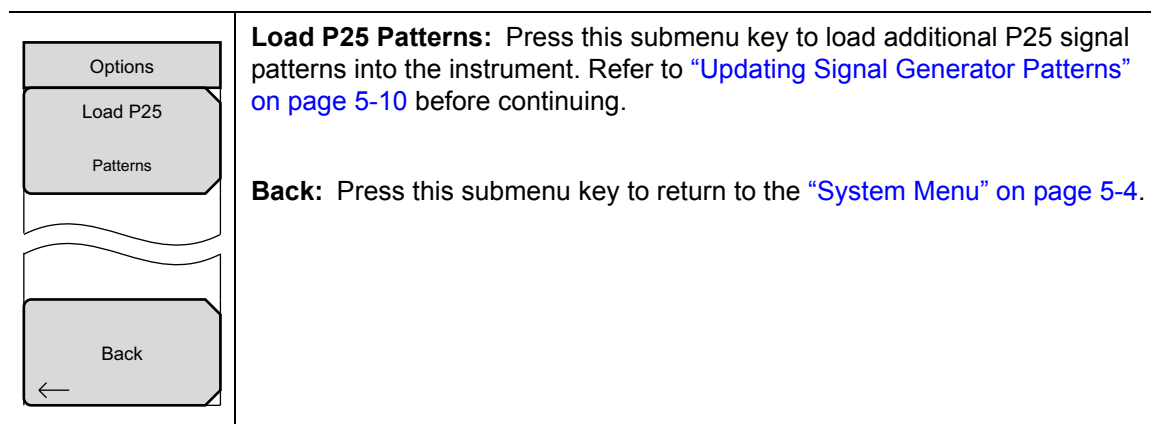 Options
Load P25
Patterns
Back
Load P25 Patterns: Press this submenu key to load additional P25 signal
patterns into the instrument. Refer to “Updating Signal Generator Patterns”
on page 5-10 before continuing.
Back: Press this submenu key to return to the “System Menu” on page 5-4.